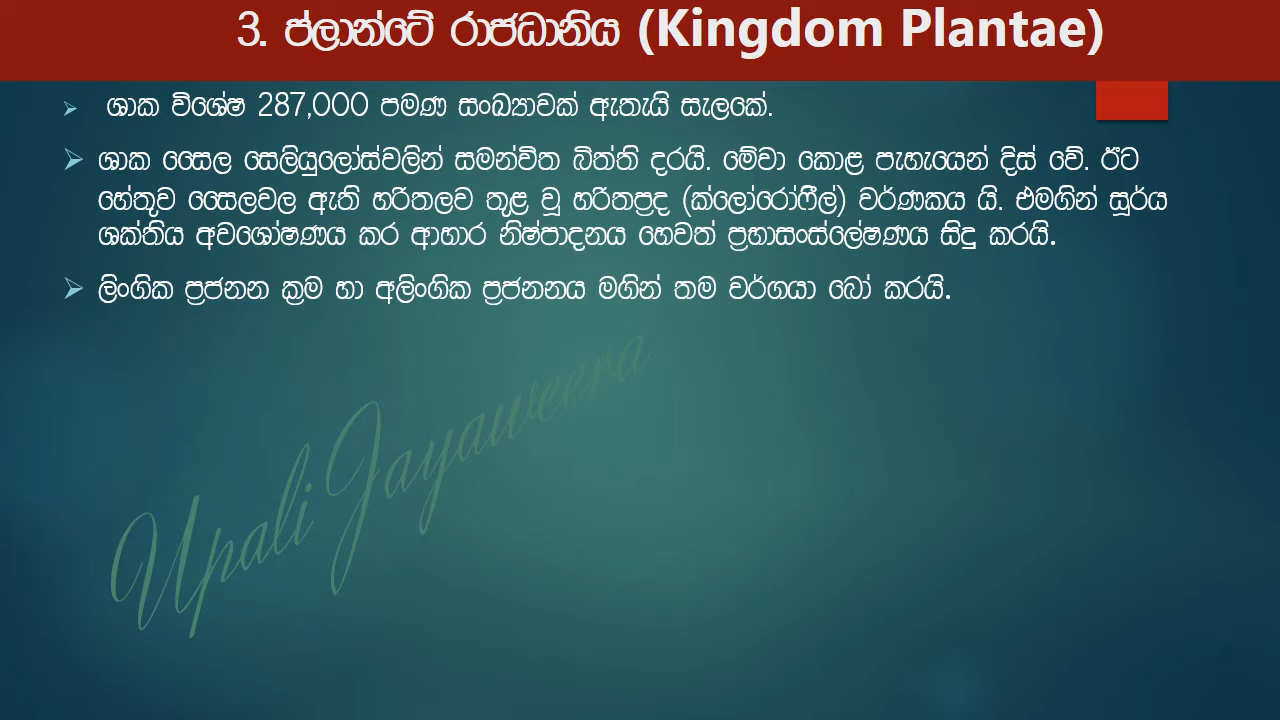 3. ප්ලාන්ටේ රාජධානිය (Kingdom Plantae)
ශාක විශේෂ 287,000 පමණ සංඛ්‍යාවක් ඇතැයි සැලකේ.
ශාක සෛල සෙලියුලෝස්වලින් සමන්විත බිත්ති දරයි. මේවා කොළ පැහැයෙන් දිස් වේ. ඊට
හේතුව සෛලවල ඇති හරිතලව තුළ වූ හරිතප්‍රද (ක්ලෝරෝෆීල්) වර්ණකය යි. එමගින් සූර්ය
ශක්තිය අවශෝෂණය කර ආහාර නිෂ්පාදනය හෙවත් ප්‍රභාසංස්ලේෂණය සිදු කරයි.
ලිංගික ප්‍රජනන ක්‍රම හා අලිංගික ප්‍රජනනය මගින් තම වර්ගයා බෝ කරයි.
Upali Jayaweera